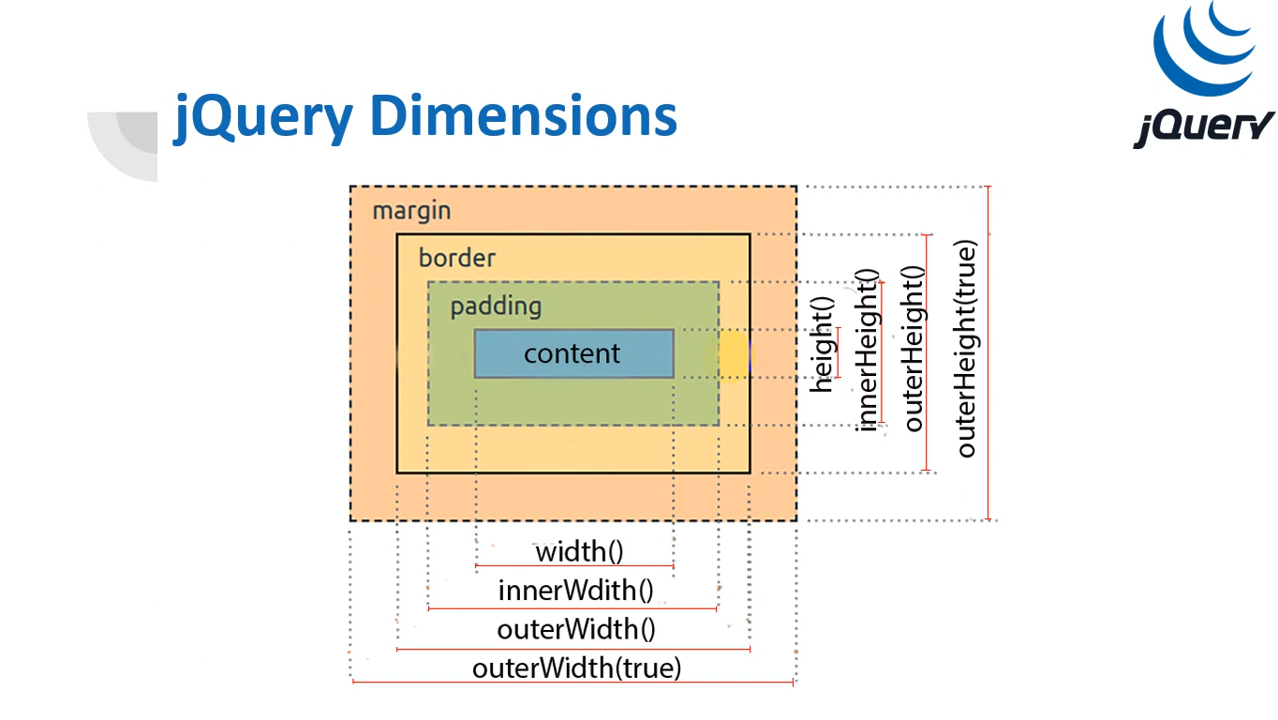 jQuery Dimensions
jQuery
margin
border
padding
content
height()
innerHeight()
outerHeight()
outerHeight(true)
width()
innerWdith()
outerWidth()
outerWidth(true)